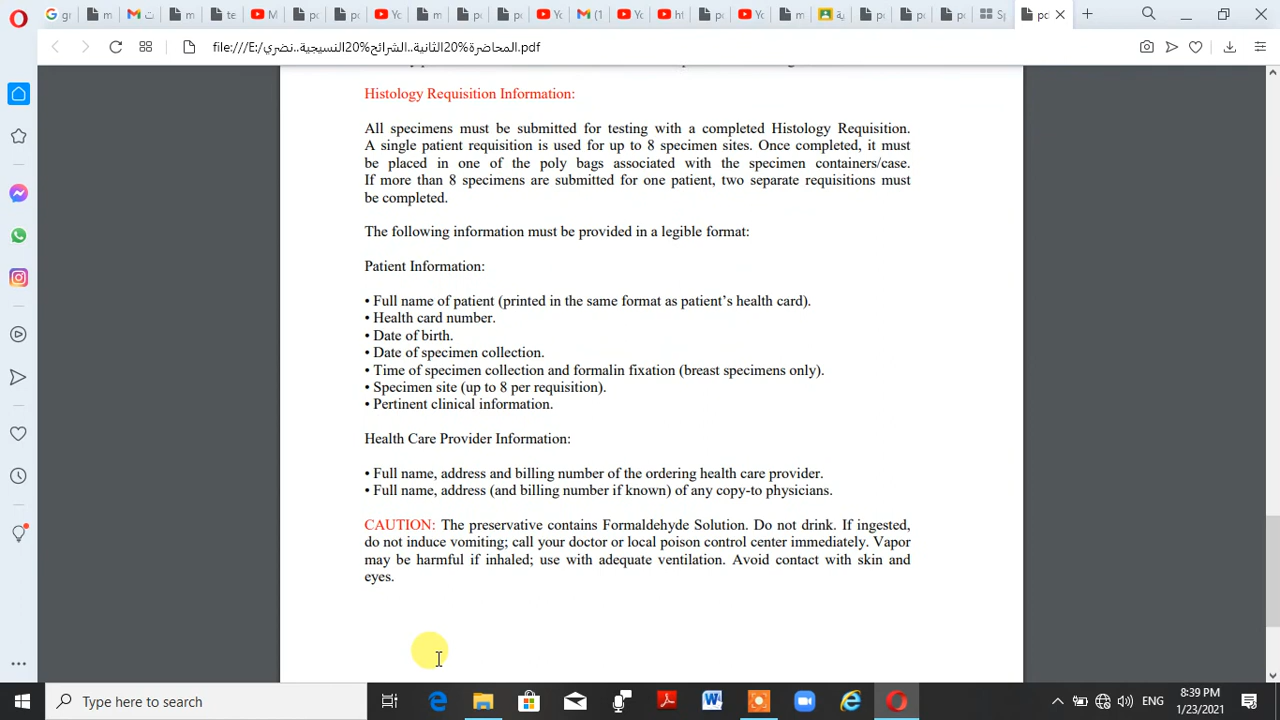 file:///E:/المحاضرة%20الثانية..الشرائح%20النسيجية..نضري.pdf
Histology Requisition Information:
All specimens must be submitted for testing with a completed Histology Requisition.
A single patient requisition is used for up to 8 specimen sites. Once completed, it must
be placed in one of the poly bags associated with the specimen containers/case.
If more than 8 specimens are submitted for one patient, two separate requisitions must
be completed.
The following information must be provided in a legible format:
Patient Information:
• Full name of patient (printed in the same format as patient’s health card).
• Health card number.
• Date of birth.
• Date of specimen collection.
• Time of specimen collection and formalin fixation (breast specimens only).
• Specimen site (up to 8 per requisition).
• Pertinent clinical information.
Health Care Provider Information:
• Full name, address and billing number of the ordering health care provider.
• Full name, address (and billing number if known) of any copy-to physicians.
CAUTION: The preservative contains Formaldehyde Solution. Do not drink. If ingested,
do not induce vomiting; call your doctor or local poison control center immediately. Vapor
may be harmful if inhaled; use with adequate ventilation. Avoid contact with skin and
eyes.
Type here to search
ENG
8:39 PM
1/23/2021